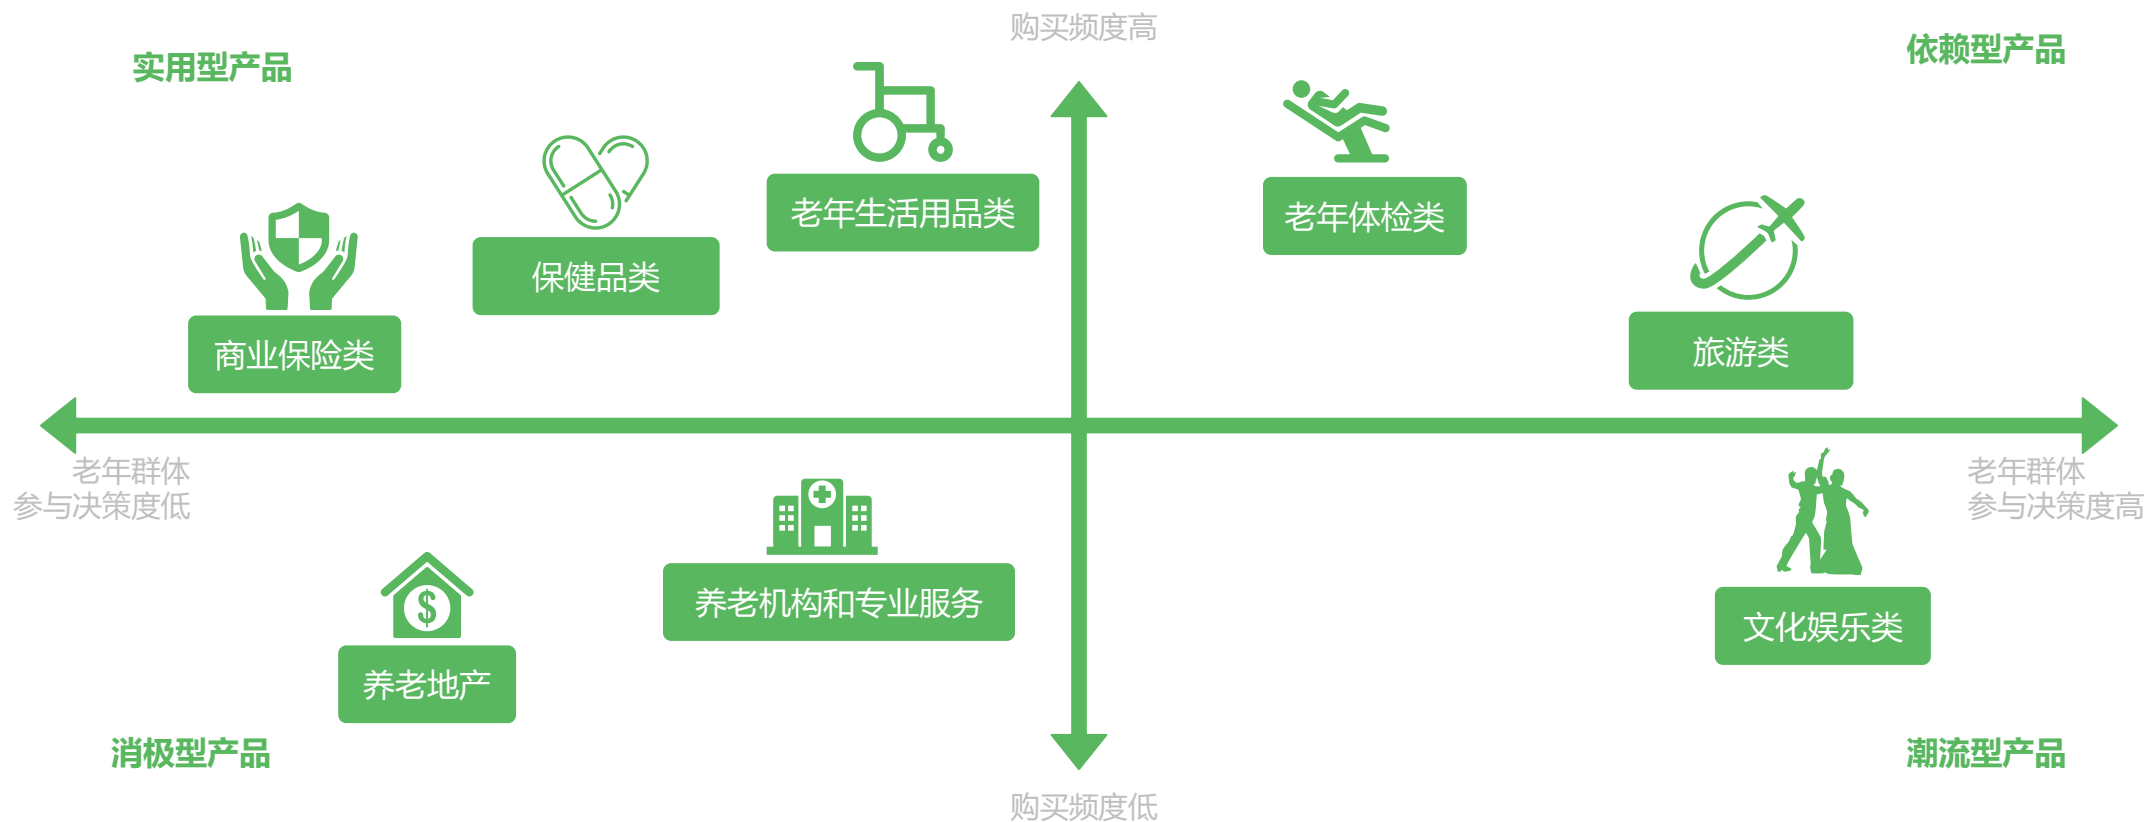 购买频度高
实用型产品
依赖型产品
老年生活用品类
老年体检类
保健品类
商业保险类
旅游类
老年群体
参与决策度低
老年群体
参与决策度高
养老机构和专业服务
文化娱乐类
$
养老地产
消极型产品
潮流型产品
购买频度低